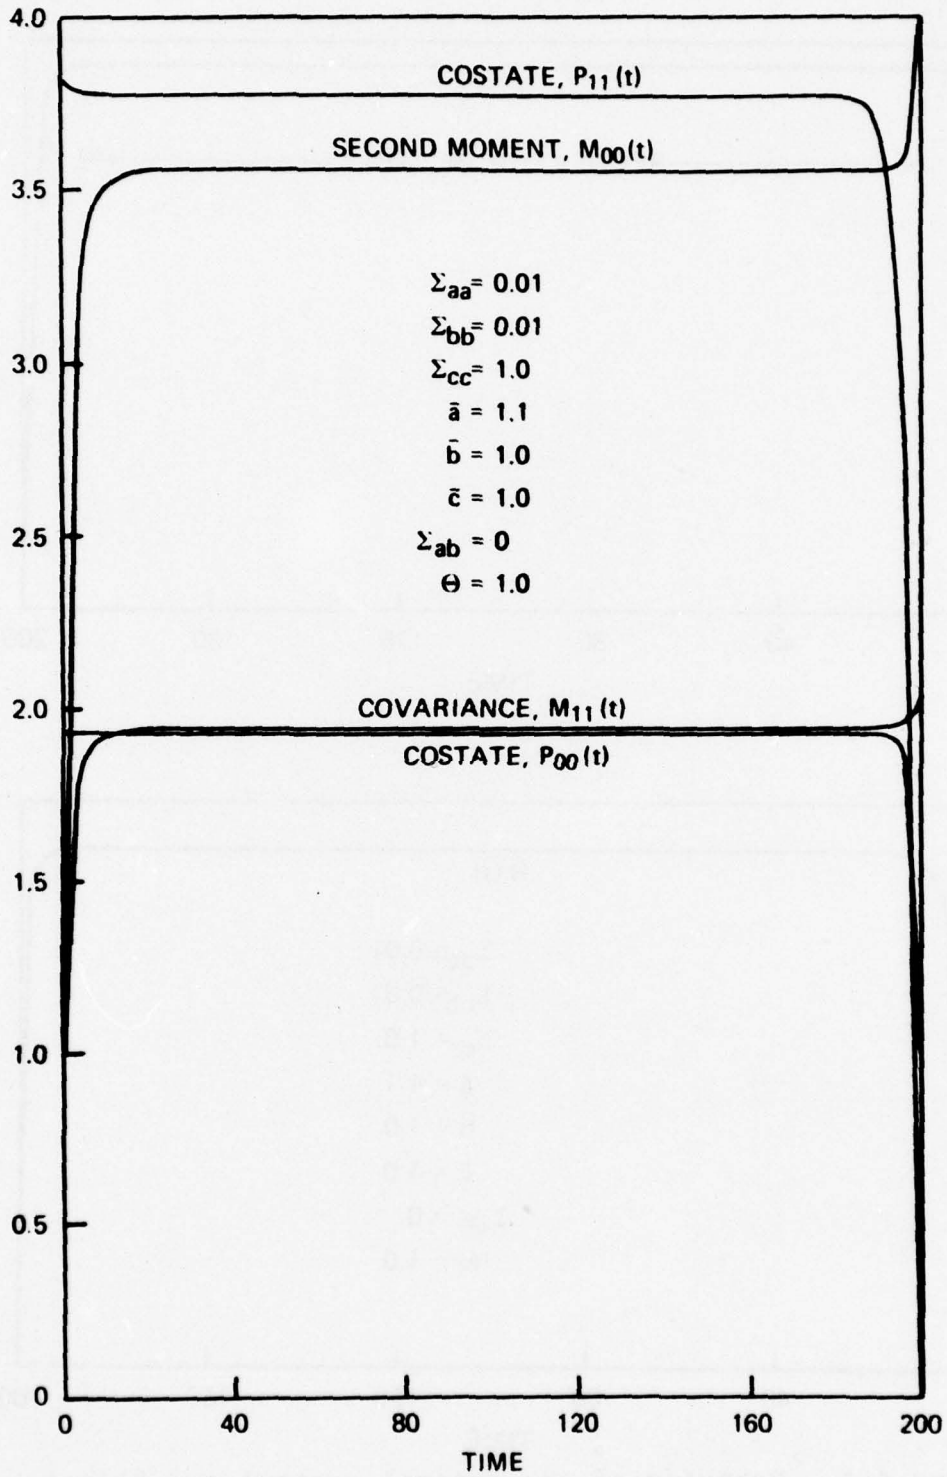 4.0
COSTATE, P11(t)
SECOND MOMENT, M00(t)
3.5
Σaa= 0.01
Σbb= 0.01
3.0
Σcc= 1.0
ā = 1.1
b̄ = 1.0
c̄ = 1.0
2.5
Σab = 0
Θ = 1.0
2.0
COVARIANCE, M11(t)
COSTATE, P00(t)
1.5
1.0
0.5
0
0 40 80 120 160 200
TIME